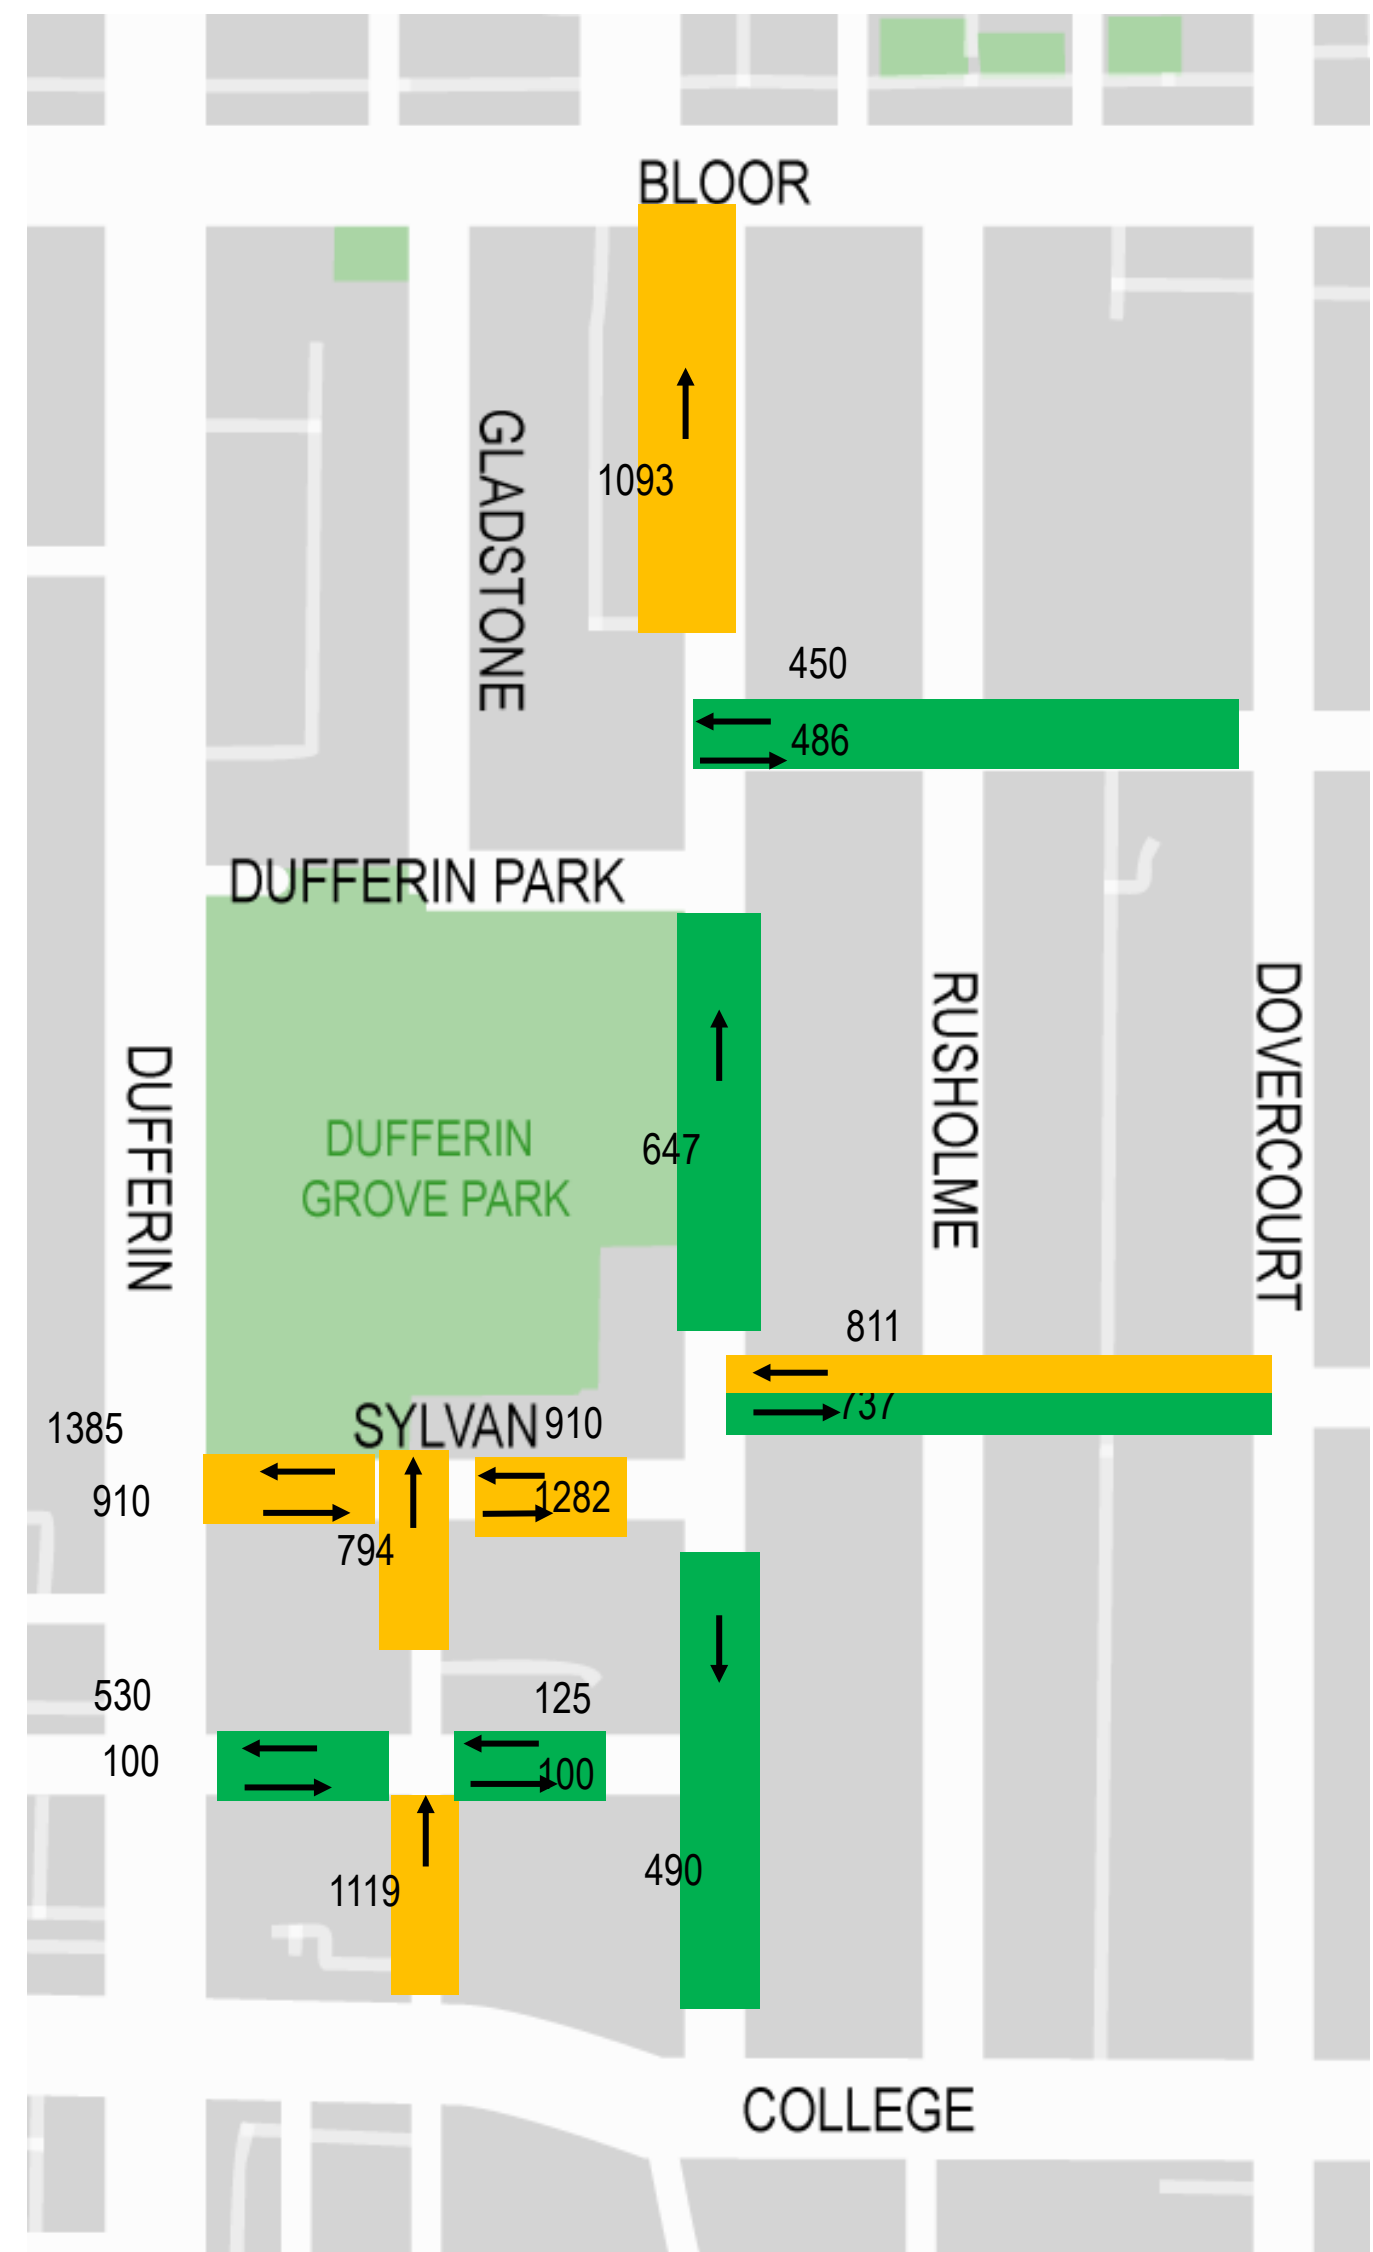 BLOOR
GLADSTONE
1093
450
486
DUFFERIN PARK
DUFFERIN
RUSHOLME
DOVERCOURT
DUFFERIN
GROVE PARK
647
811
737
SYLVAN
910
1385
910
1282
794
530
125
100
100
1119
490
COLLEGE